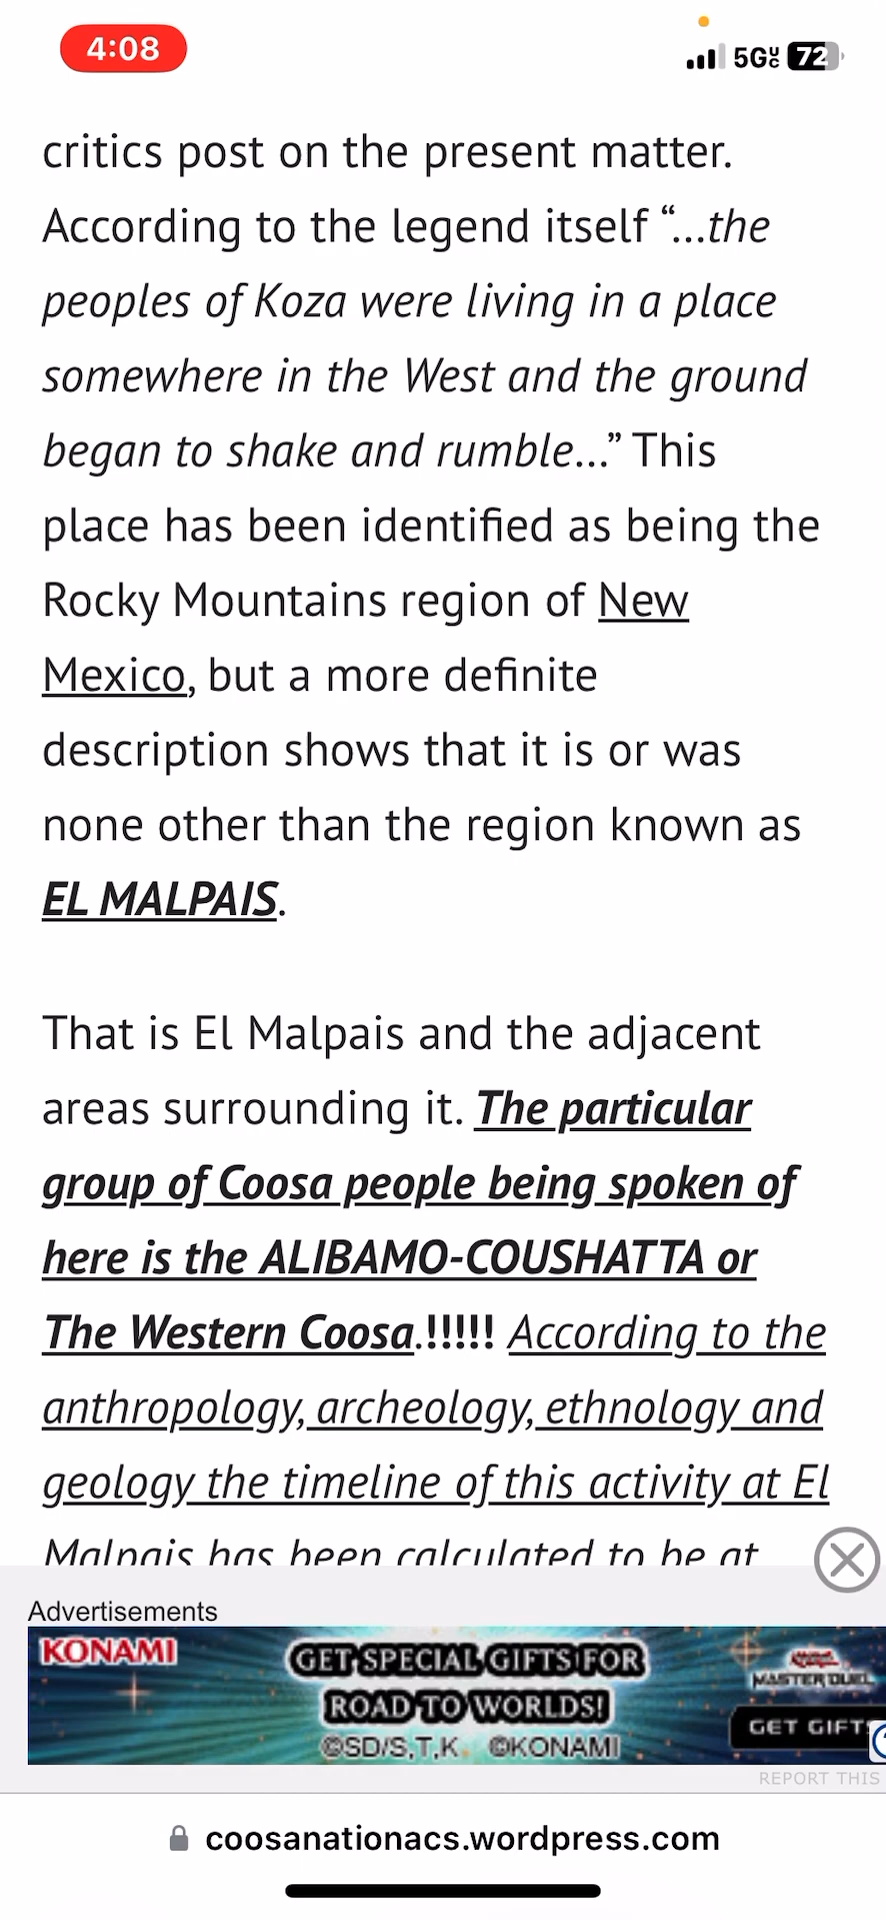 4:08
5GUC 72
critics post on the present matter.
According to the legend itself “...the
peoples of Koza were living in a place
somewhere in the West and the ground
began to shake and rumble...” This
place has been identified as being the
Rocky Mountains region of New
Mexico, but a more definite
description shows that it is or was
none other than the region known as
EL MALPAIS.
That is El Malpais and the adjacent
areas surrounding it. The particular
group of Coosa people being spoken of
here is the ALIBAMO-COUSHATTA or
The Western Coosa.!!!!! According to the
anthropology, archeology, ethnology and
geology the timeline of this activity at El
Malpais has been calculated to be at
Advertisements
KONAMI
GET SPECIAL GIFTS FOR
ROAD TO WORLDS!
©SD/S,T,K ©KONAMI
MASTER DUEL
GET GIFT
REPORT THIS
coosanationacs.wordpress.com